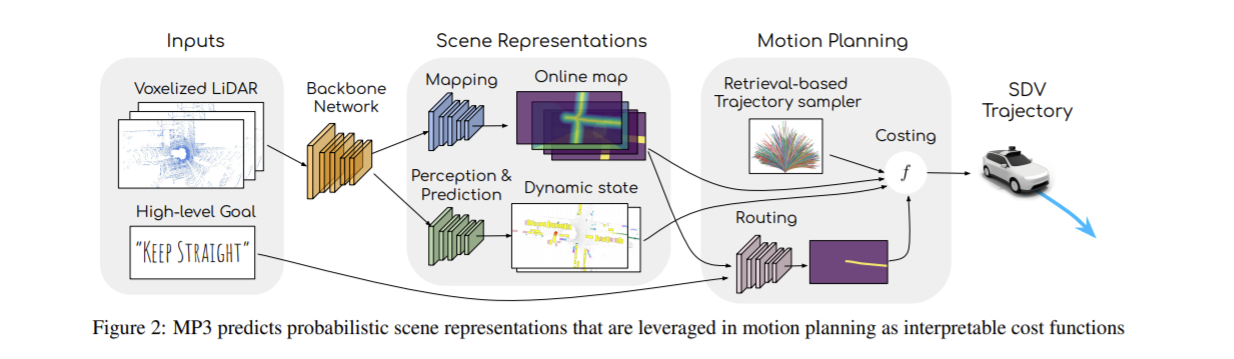 Inputs
Scene Representations
Motion Planning
Voxelized LiDAR
Backbone
Network
Mapping
Online map
Retrieval-based
Trajectory sampler
SDV
Trajectory
Costing
f
Perception &
Prediction
Dynamic state
High-level Goal
"KEEP STRAIGHT"
Routing
Figure 2: MP3 predicts probabilistic scene representations that are leveraged in motion planning as interpretable cost functions